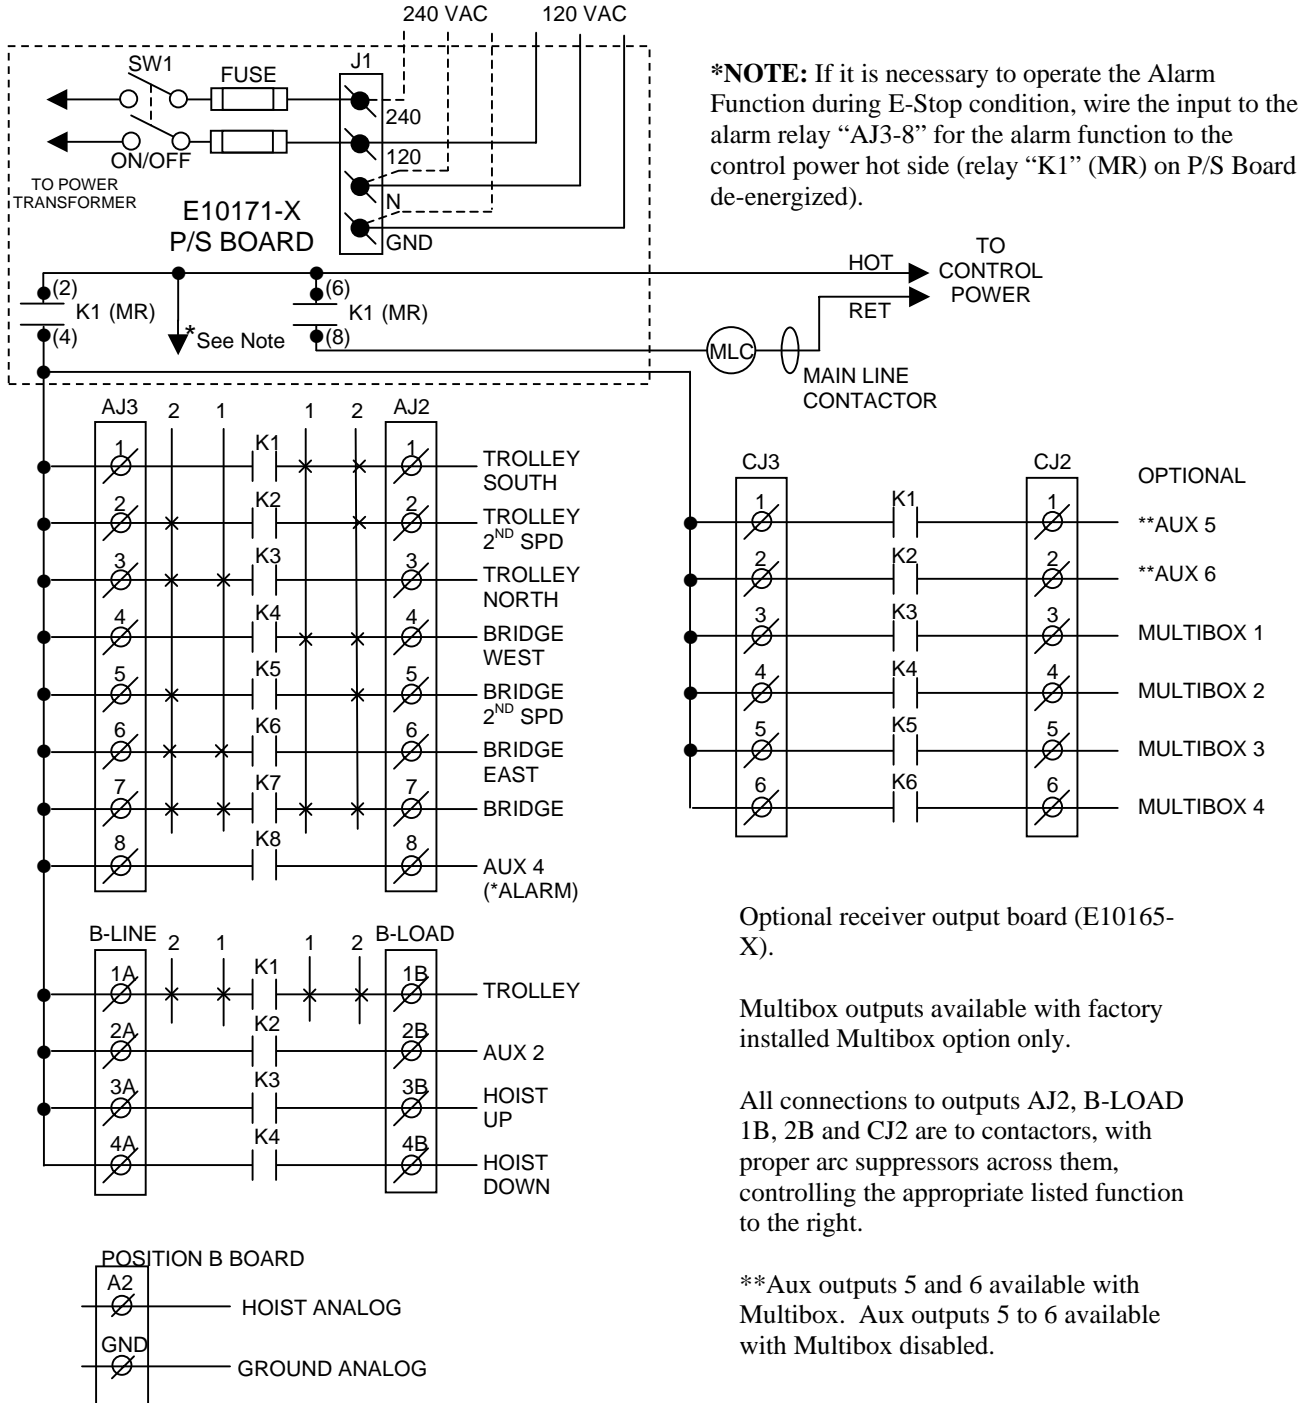 240 VAC 120 VAC
SW1 FUSE J1
240
120
N
GND
ON/OFF
TO POWER
TRANSFORMER
E10171-X
P/S BOARD
*NOTE: If it is necessary to operate the Alarm
Function during E-Stop condition, wire the input to the
alarm relay “AJ3-8” for the alarm function to the
control power hot side (relay “K1” (MR) on P/S Board
de-energized).
HOT
RET
TO
CONTROL
POWER
(2)
K1 (MR)
(4)
*See Note
(6)
K1 (MR)
(8)
MLC
MAIN LINE
CONTACTOR
AJ3 2 1 1 2 AJ2
1 K1 1 TROLLEY
SOUTH
2 K2 2 TROLLEY
2ND SPD
3 K3 3 TROLLEY
NORTH
4 K4 4 BRIDGE
WEST
5 K5 5 BRIDGE
2ND SPD
6 K6 6 BRIDGE
EAST
7 K7 7 BRIDGE
8 K8 8 AUX 4
(*ALARM)
CJ3 CJ2 OPTIONAL
1 K1 1 **AUX 5
2 K2 2 **AUX 6
3 K3 3 MULTIBOX 1
4 K4 4 MULTIBOX 2
5 K5 5 MULTIBOX 3
6 K6 6 MULTIBOX 4
B-LINE 2 1 1 2 B-LOAD
1A K1 1B TROLLEY
2A K2 2B AUX 2
3A K3 3B HOIST
UP
4A K4 4B HOIST
DOWN
POSITION B BOARD
A2 HOIST ANALOG
GND GROUND ANALOG
Optional receiver output board (E10165-
X).
Multibox outputs available with factory
installed Multibox option only.
All connections to outputs AJ2, B-LOAD
1B, 2B and CJ2 are to contactors, with
proper arc suppressors across them,
controlling the appropriate listed function
to the right.
**Aux outputs 5 and 6 available with
Multibox. Aux outputs 5 to 6 available
with Multibox disabled.